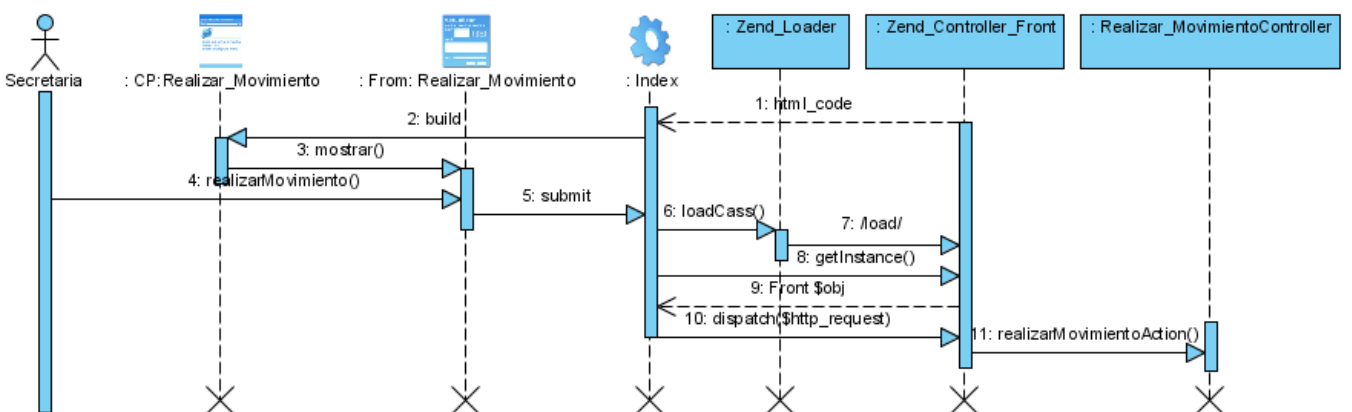 : Zend_Loader
: Zend_Controller_Front
: Realizar_MovimientoController
Secretaria
: CP:Realizar_Movimiento
: From: Realizar_Movimiento
: Index
1: html_code
2: build
3: mostrar()
4: realizarMovimiento()
5: submit
6: loadCass()
7: /load/
8: getInstance()
9: Front $obj
10: dispatch($http_request)
11: realizarMovimientoAction()